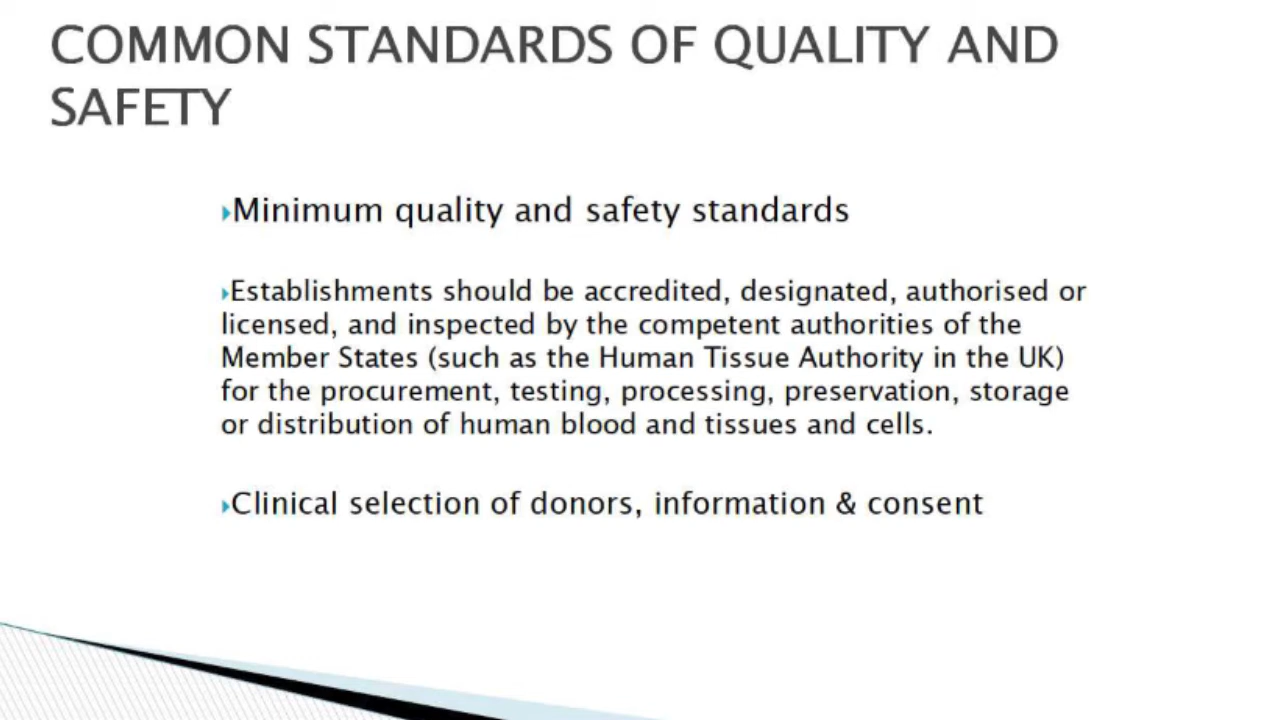 COMMON STANDARDS OF QUALITY AND
SAFETY
Minimum quality and safety standards
Establishments should be accredited, designated, authorised or
licensed, and inspected by the competent authorities of the
Member States (such as the Human Tissue Authority in the UK)
for the procurement, testing, processing, preservation, storage
or distribution of human blood and tissues and cells.
Clinical selection of donors, information & consent